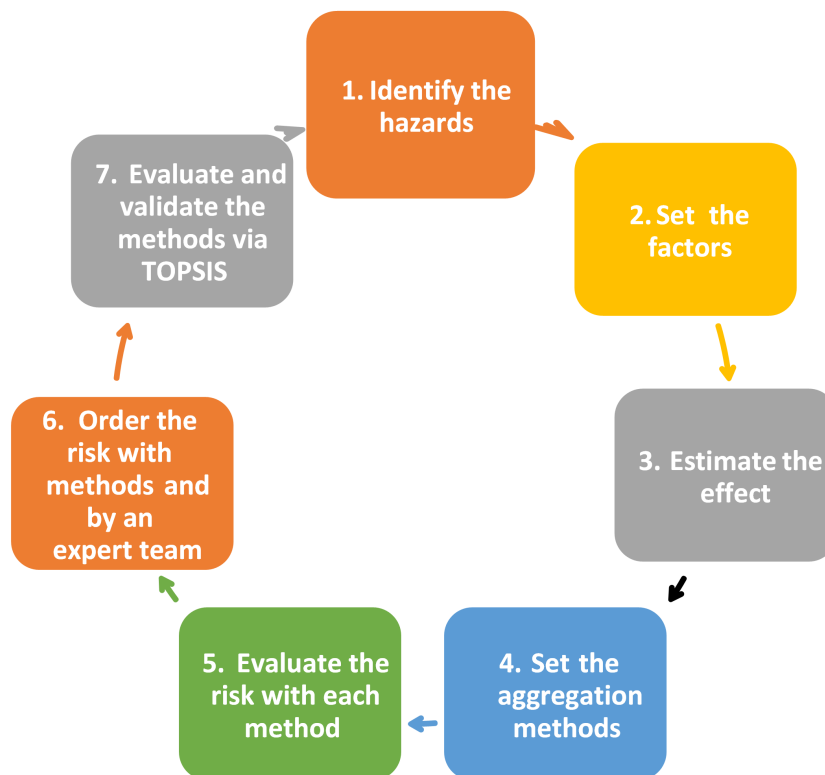 1. Identify the
hazards
2. Set the
factors
3. Estimate the
effect
4. Set the
aggregation
methods
5. Evaluate the
risk with each
method
6. Order the
risk with
methods and
by an
expert team
7. Evaluate and
validate the
methods via
TOPSIS